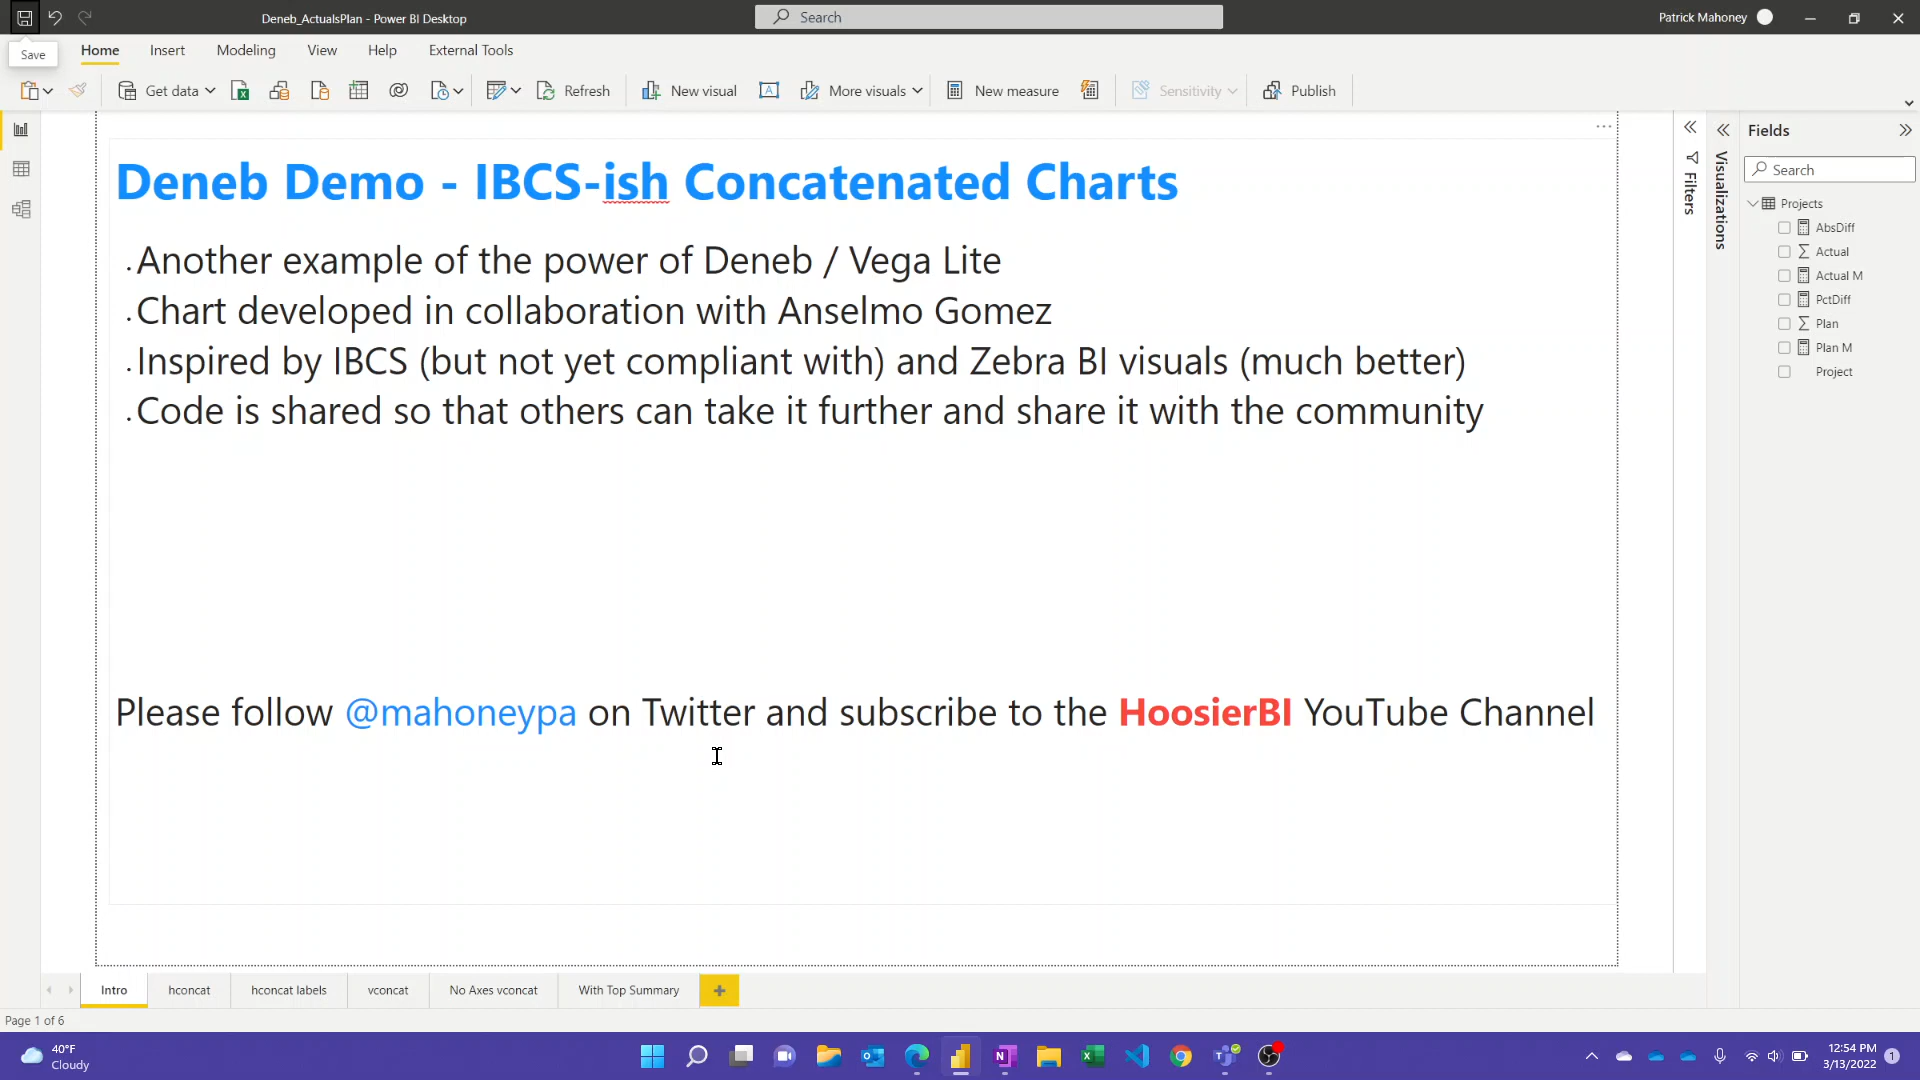 Deneb_ActualsPlan - Power BI Desktop
Search
Patrick Mahoney
Save
Home
Insert
Modeling
View
Help
External Tools
Get data
Refresh
New visual
A
More visuals
New measure
Sensitivity
Publish
Deneb Demo - IBCS-ish Concatenated Charts
. Another example of the power of Deneb / Vega Lite
. Chart developed in collaboration with Anselmo Gomez
. Inspired by IBCS (but not yet compliant with) and Zebra BI visuals (much better)
. Code is shared so that others can take it further and share it with the community
Please follow @mahoneypa on Twitter and subscribe to the HoosierBI YouTube Channel
Filters
Visualizations
Fields
Search
Projects
AbsDiff
Σ Actual
Actual M
PctDiff
Σ Plan
Plan M
Project
Intro
hconcat
hconcat labels
vconcat
No Axes vconcat
With Top Summary
+
Page 1 of 6
40°F
Cloudy
12:54 PM
3/13/2022
1